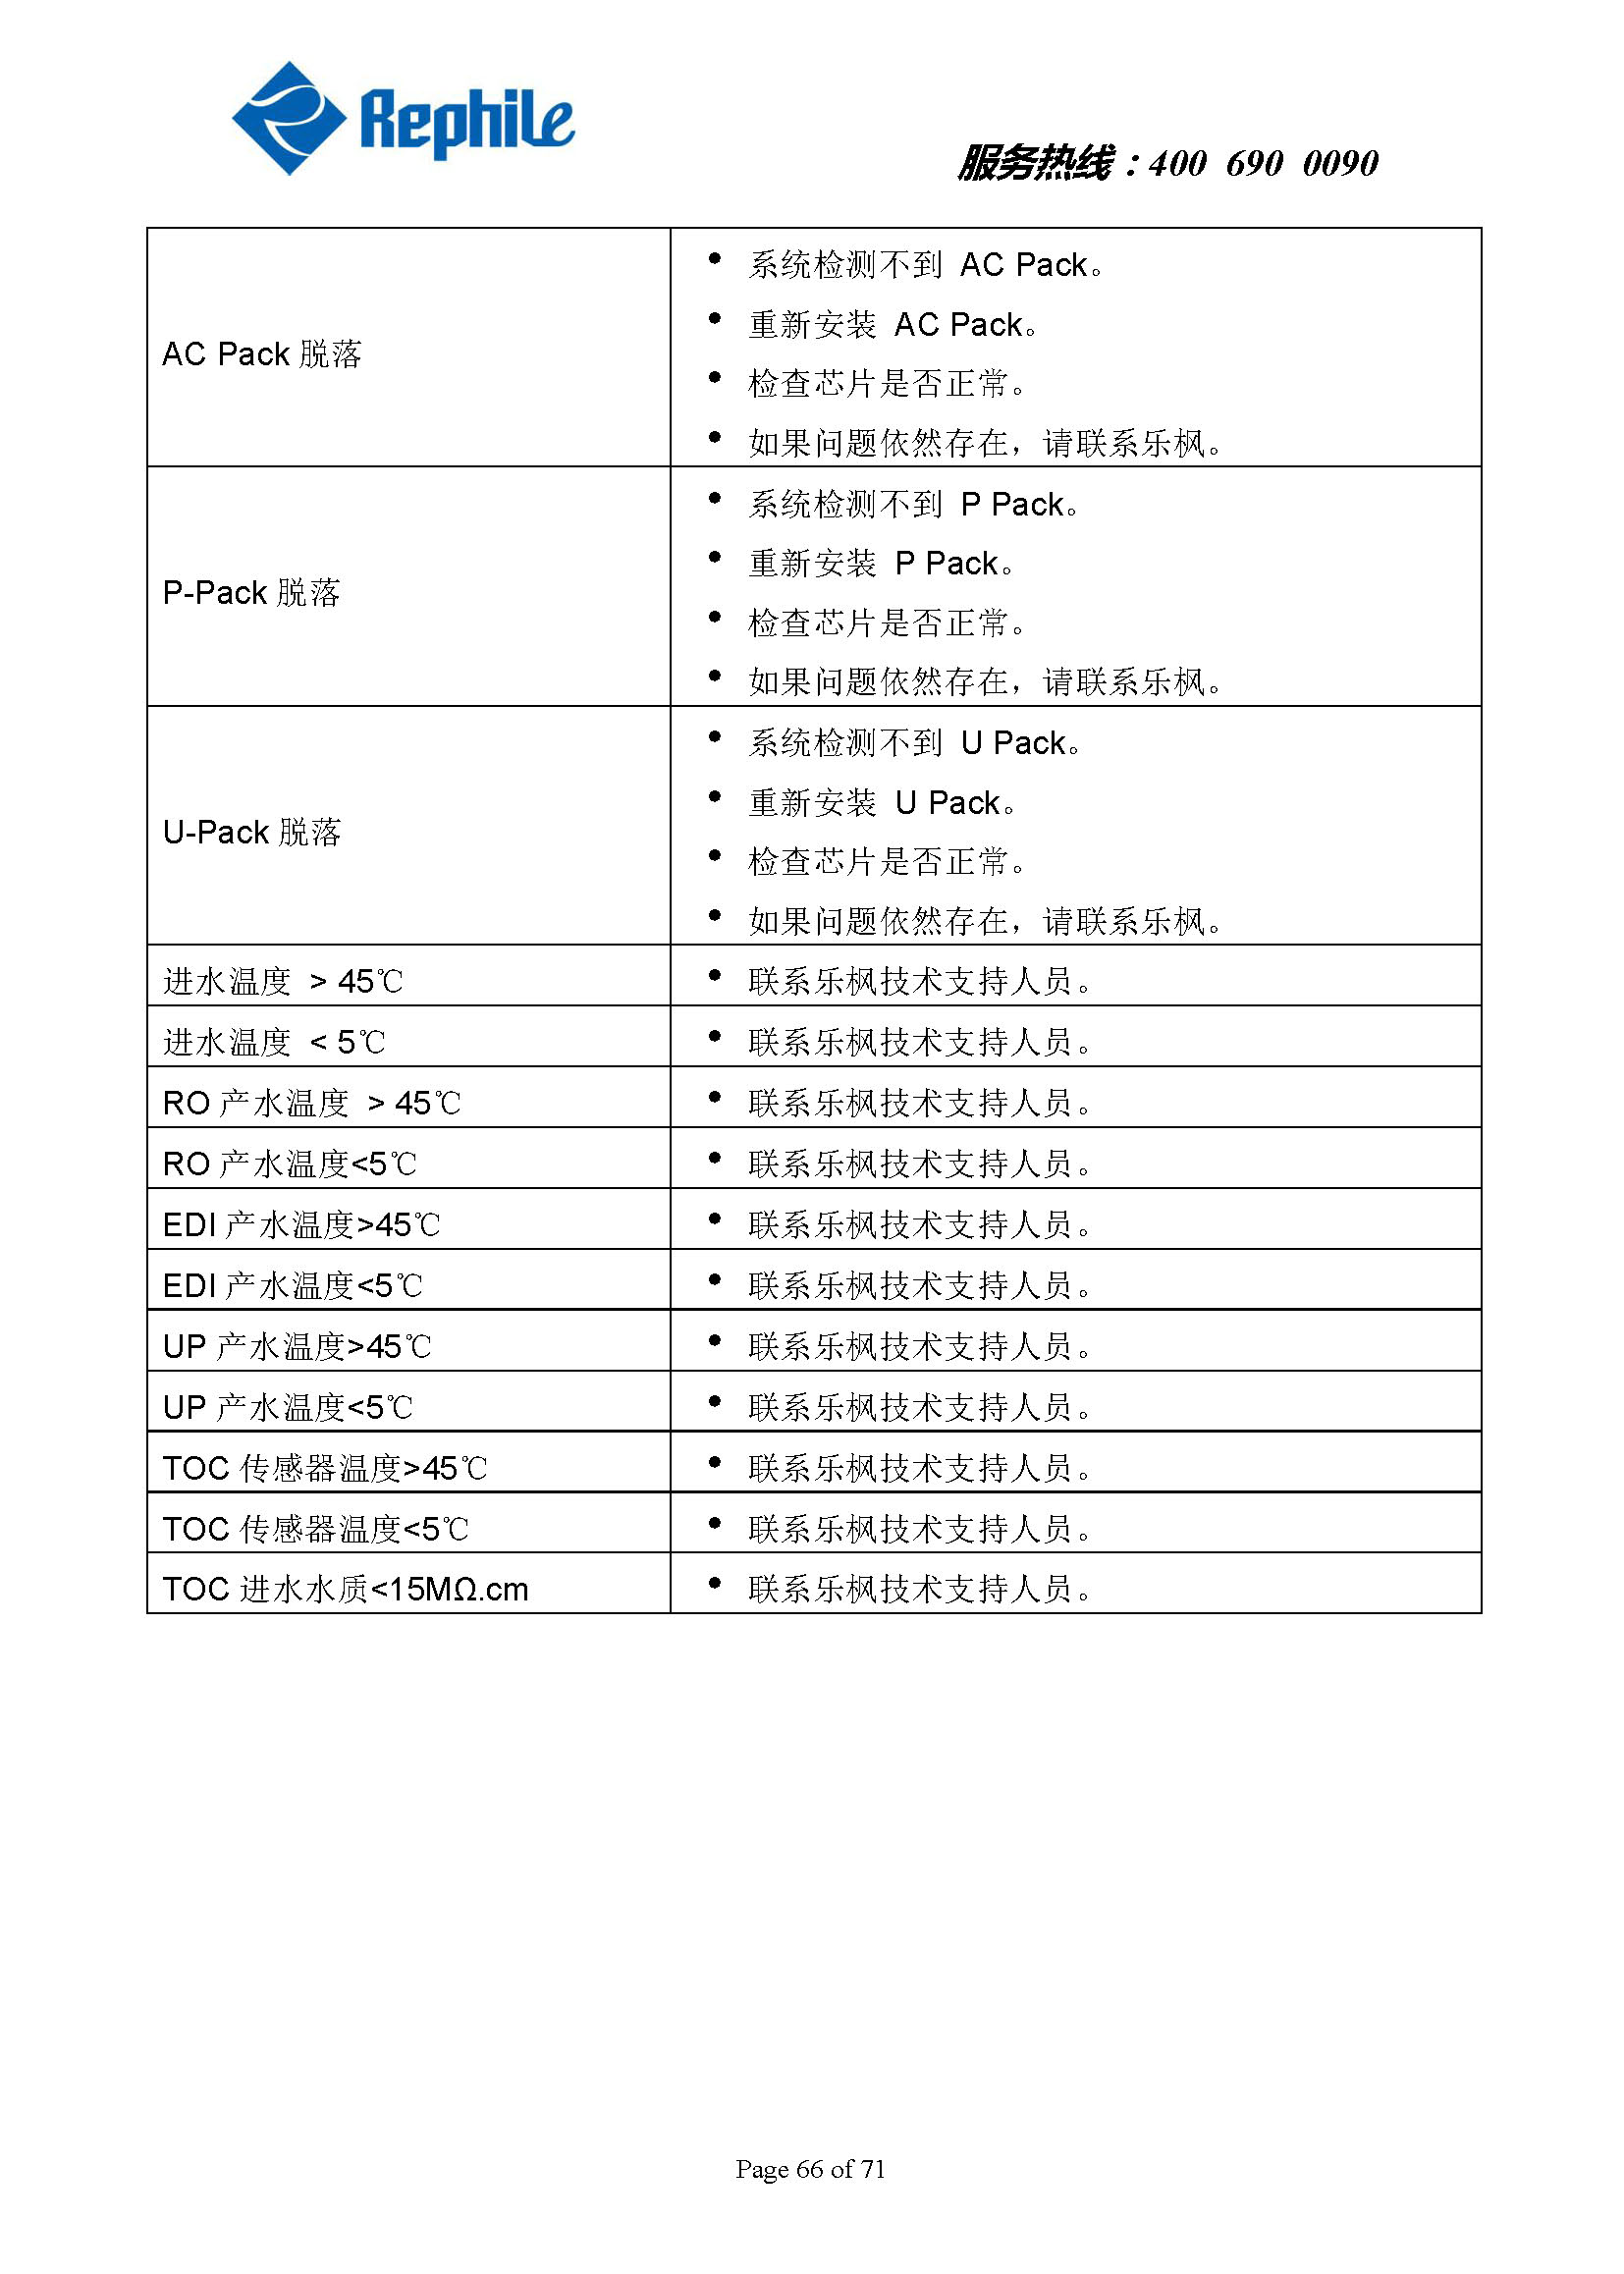 Rephile
服务热线：400 690 0090
AC Pack 脱落
• 系统检测不到 AC Pack。
• 重新安装 AC Pack。
• 检查芯片是否正常。
• 如果问题依然存在，请联系乐枫。
P-Pack 脱落
• 系统检测不到 P Pack。
• 重新安装 P Pack。
• 检查芯片是否正常。
• 如果问题依然存在，请联系乐枫。
U-Pack 脱落
• 系统检测不到 U Pack。
• 重新安装 U Pack。
• 检查芯片是否正常。
• 如果问题依然存在，请联系乐枫。
进水温度 > 45℃ • 联系乐枫技术支持人员。
进水温度 < 5℃ • 联系乐枫技术支持人员。
RO 产水温度 > 45℃ • 联系乐枫技术支持人员。
RO 产水温度<5℃ • 联系乐枫技术支持人员。
EDI 产水温度>45℃ • 联系乐枫技术支持人员。
EDI 产水温度<5℃ • 联系乐枫技术支持人员。
UP 产水温度>45℃ • 联系乐枫技术支持人员。
UP 产水温度<5℃ • 联系乐枫技术支持人员。
TOC 传感器温度>45℃ • 联系乐枫技术支持人员。
TOC 传感器温度<5℃ • 联系乐枫技术支持人员。
TOC 进水水质<15MΩ.cm • 联系乐枫技术支持人员。
Page 66 of 71